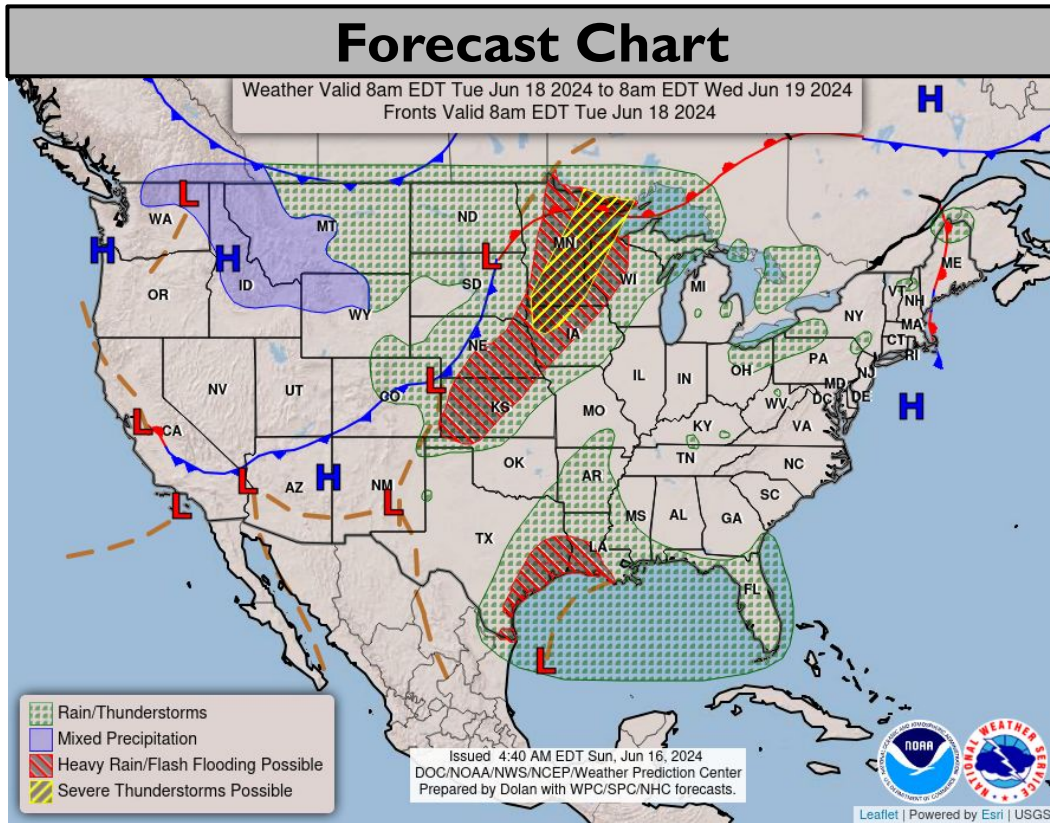 Forecast Chart
Weather Valid 8am EDT Tue Jun 18 2024 to 8am EDT Wed Jun 19 2024
Fronts Valid 8am EDT Tue Jun 18 2024
H
L
WA
MT
ND
MN
H
H
OR
ID
WY
L
SD
WI
MI
ME
VT
NH
NY
MA
CT
RI
NV
UT
CO
L
NE
IA
IL
IN
OH
PA
NJ
MD
DE
DC
WV
VA
H
KS
MO
KY
L
CA
L
AZ
H
NM
L
OK
AR
TN
NC
SC
L
TX
LA
MS
AL
GA
FL
L
Rain/Thunderstorms
Mixed Precipitation
Heavy Rain/Flash Flooding Possible
Severe Thunderstorms Possible
Issued 4:40 AM EDT Sun, Jun 16, 2024
DOC/NOAA/NWS/NCEP/Weather Prediction Center
Prepared by Dolan with WPC/SPC/NHC forecasts.
NOAA
NATIONAL WEATHER SERVICE
Leaflet | Powered by Esri | USGS